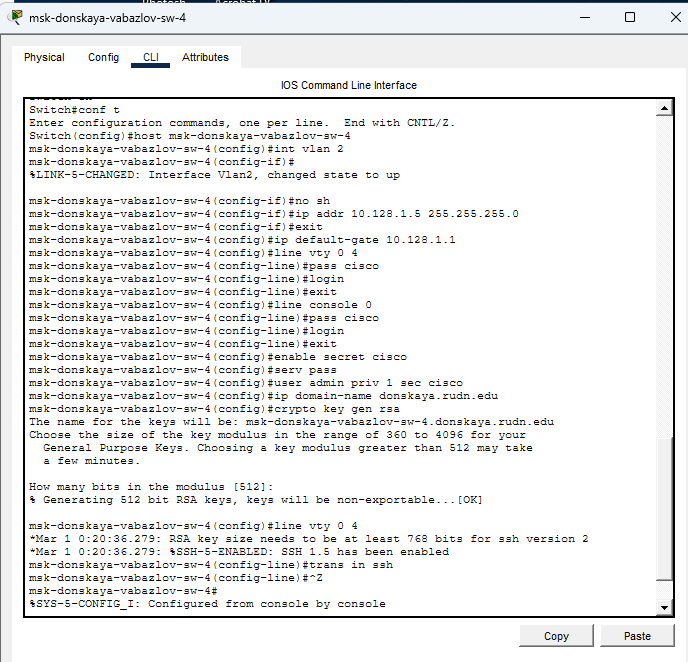 msk-donskaya-vabazlov-sw-4
Physical Config CLI Attributes
IOS Command Line Interface
Switch#conf t
Enter configuration commands, one per line.  End with CNTL/Z.
Switch(config)#host msk-donskaya-vabazlov-sw-4
msk-donskaya-vabazlov-sw-4(config)#int vlan 2
msk-donskaya-vabazlov-sw-4(config-if)#
%LINK-5-CHANGED: Interface Vlan2, changed state to up
msk-donskaya-vabazlov-sw-4(config-if)#no sh
msk-donskaya-vabazlov-sw-4(config-if)#ip addr 10.128.1.5 255.255.255.0
msk-donskaya-vabazlov-sw-4(config-if)#exit
msk-donskaya-vabazlov-sw-4(config)#ip default-gate 10.128.1.1
msk-donskaya-vabazlov-sw-4(config)#line vty 0 4
msk-donskaya-vabazlov-sw-4(config-line)#pass cisco
msk-donskaya-vabazlov-sw-4(config-line)#login
msk-donskaya-vabazlov-sw-4(config-line)#exit
msk-donskaya-vabazlov-sw-4(config)#line console 0
msk-donskaya-vabazlov-sw-4(config-line)#pass cisco
msk-donskaya-vabazlov-sw-4(config-line)#login
msk-donskaya-vabazlov-sw-4(config-line)#exit
msk-donskaya-vabazlov-sw-4(config)#enable secret cisco
msk-donskaya-vabazlov-sw-4(config)#serv pass
msk-donskaya-vabazlov-sw-4(config)#user admin priv 1 sec cisco
msk-donskaya-vabazlov-sw-4(config)#ip domain-name donskaya.rudn.edu
msk-donskaya-vabazlov-sw-4(config)#crypto key gen rsa
The name for the keys will be: msk-donskaya-vabazlov-sw-4.donskaya.rudn.edu
Choose the size of the key modulus in the range of 360 to 4096 for your
General Purpose Keys. Choosing a key modulus greater than 512 may take
a few minutes.
How many bits in the modulus [512]:
% Generating 512 bit RSA keys, keys will be non-exportable...[OK]
msk-donskaya-vabazlov-sw-4(config)#line vty 0 4
*Mar 1 0:20:36.279: RSA key size needs to be at least 768 bits for ssh version 2
*Mar 1 0:20:36.279: %SSH-5-ENABLED: SSH 1.5 has been enabled
msk-donskaya-vabazlov-sw-4(config-line)#trans in ssh
msk-donskaya-vabazlov-sw-4(config-line)#^Z
msk-donskaya-vabazlov-sw-4#
%SYS-5-CONFIG_I: Configured from console by console
Copy Paste